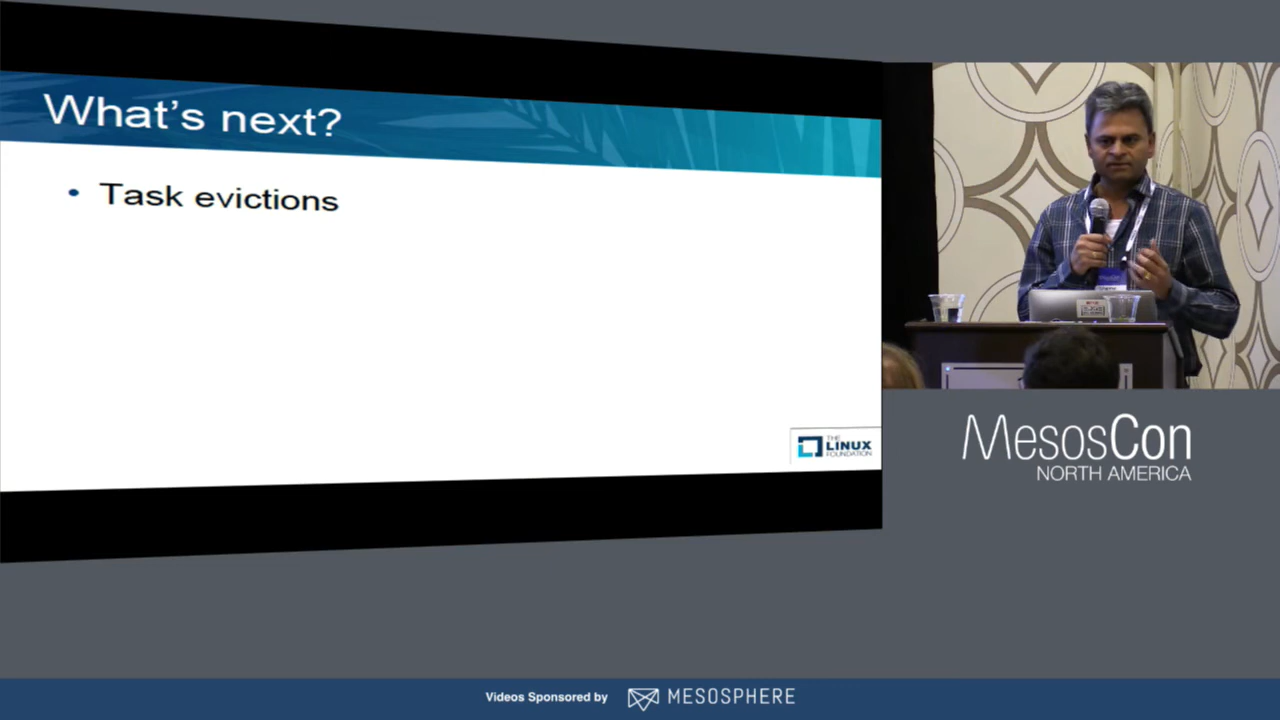 What's next?
• Task evictions
THE
LINUX
FOUNDATION
MesosCon
NORTH AMERICA
Videos Sponsored by MESOSPHERE